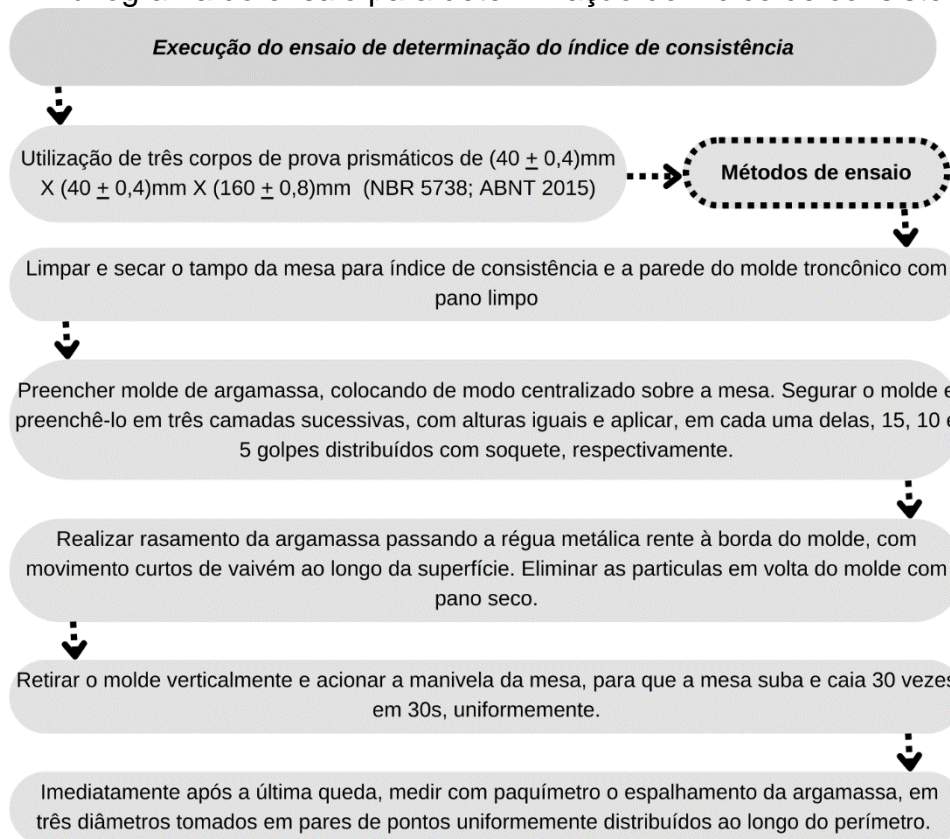 Execução do ensaio de determinação do índice de consistência
Utilização de três corpos de prova prismáticos de (40 ± 0,4)mm
X (40 ± 0,4)mm X (160 ± 0,8)mm (NBR 5738; ABNT 2015)
Métodos de ensaio
Limpar e secar o tampo da mesa para índice de consistência e a parede do molde troncônico com
pano limpo
Preencher molde de argamassa, colocando de modo centralizado sobre a mesa. Segurar o molde e
preenchê-lo em três camadas sucessivas, com alturas iguais e aplicar, em cada uma delas, 15, 10 e
5 golpes distribuídos com soquete, respectivamente.
Realizar rasamento da argamassa passando a régua metálica rente à borda do molde, com
movimento curtos de vaivém ao longo da superfície. Eliminar as particulas em volta do molde com
pano seco.
Retirar o molde verticalmente e acionar a manivela da mesa, para que a mesa suba e caia 30 vezes
em 30s, uniformemente.
Imediatamente após a última queda, medir com paquímetro o espalhamento da argamassa, em
três diâmetros tomados em pares de pontos uniformemente distribuídos ao longo do perímetro.